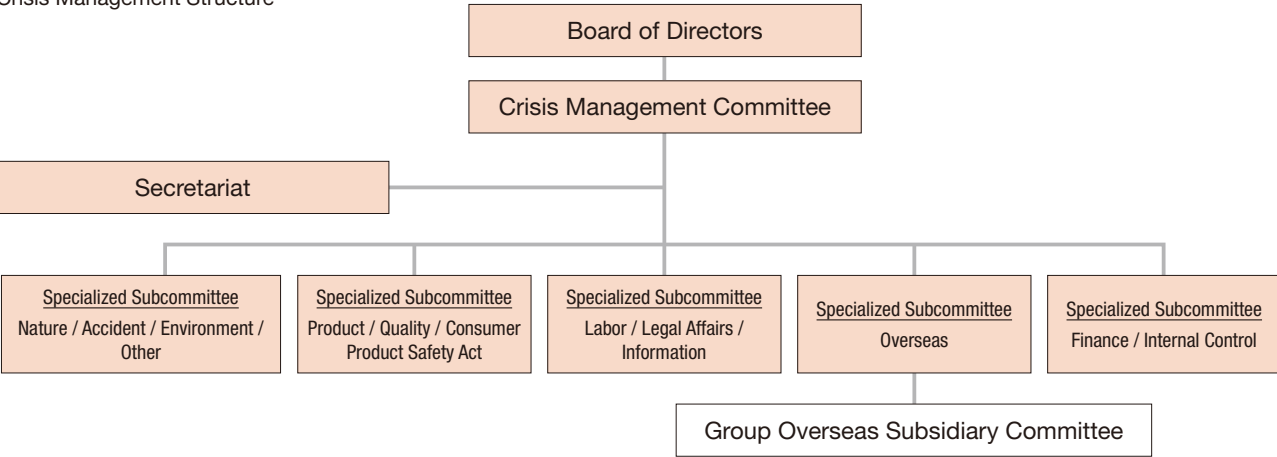 Crisis Management Structure
Board of Directors
Crisis Management Committee
Secretariat
Specialized Subcommittee
Nature / Accident / Environment /
Other
Specialized Subcommittee
Product / Quality / Consumer
Product Safety Act
Specialized Subcommittee
Labor / Legal Affairs /
Information
Specialized Subcommittee
Overseas
Specialized Subcommittee
Finance / Internal Control
Group Overseas Subsidiary Committee